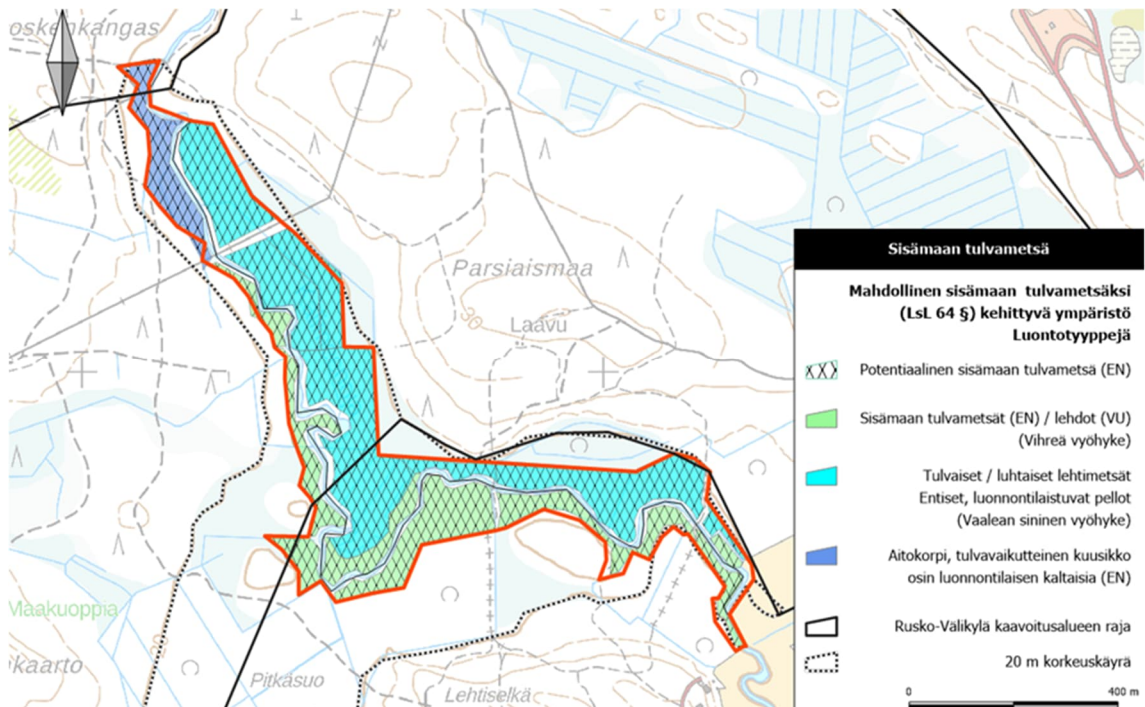 oskenkangas
Parsiaismaa
20
Laavu
Maakuoppia
kaarto
Pitkäsuo
Lehtiselkä
Sisämaan tulvametsä
Mahdollinen sisämaan tulvametsäksi
(LsL 64 §) kehittyvä ympäristö
Luontotyyppejä
Potentiaalinen sisämaan tulvametsä (EN)
Sisämaan tulvametsät (EN) / lehdot (VU)
(Vihreä vyöhyke)
Tulvaiset / luhtaiset lehtimetsät
Entiset, luonnontilaistuvat pellot
(Vaalean sininen vyöhyke)
Aitokorpi, tulvavaikutteinen kuusikko
osin luonnontilaisen kaltaisia (EN)
Rusko-Välikylä kaavoitusalueen raja
20 m korkeuskäyrä
0 400 m